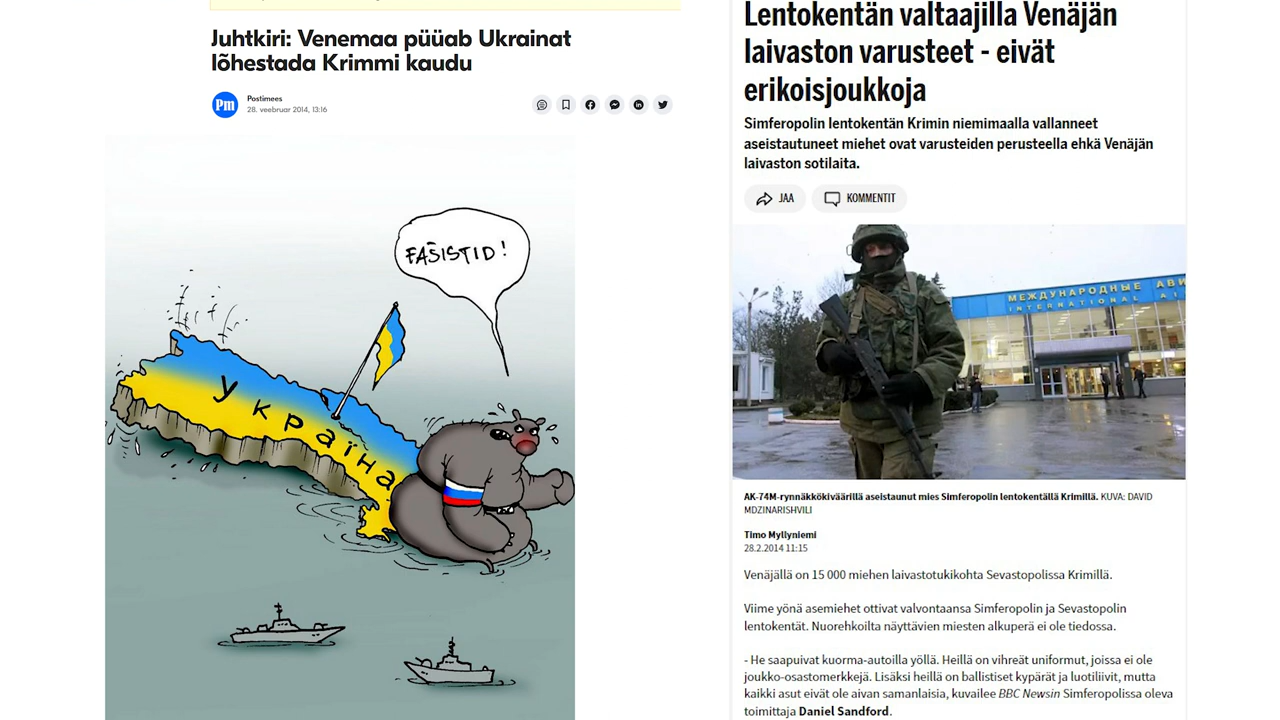 Juhtkiri: Venemaa püüab Ukrainat
lõhestada Krimmi kaudu
Pm
Postimees
28. veebruar 2014, 13:16
FAŠISTID!
Україна
Lentokentän valtaajilla Venäjän
laivaston varusteet - eivät
erikoisjoukkoja
Simferopolin lentokentän Krimin niemimaalla vallanneet
aseistautuneet miehet ovat varusteiden perusteella ehkä Venäjän
laivaston sotilaita.
JAA
KOMMENTIT
МЕЖДУНАРОДНЫЕ
INTERNATIONAL
AK-74M-rynnäkkökiväärillä aseistaunut mies Simferopolin lentokentällä Krimillä. KUVA: DAVID
MDZINARISHVILI
Timo Myllyniemi
28.2.2014 11:15
Venäjällä on 15 000 miehen laivastotukikohta Sevastopolissa Krimillä.
Viime yönä asemiehet ottivat valvontaansa Simferopolin ja Sevastopolin
lentokentät. Nuorehkoilta näyttävien miesten alkuperä ei ole tiedossa.
- He saapuivat kuorma-autoilla yöllä. Heillä on vihreät uniformut, joissa ei ole
joukko-osastomerkkejä. Lisäksi heillä on ballistiset kypärät ja luotiliivit, mutta
kaikki asut eivät ole aivan samanlaisia, kuvailee BBC Newsin Simferopolissa oleva
toimittaja Daniel Sandford.